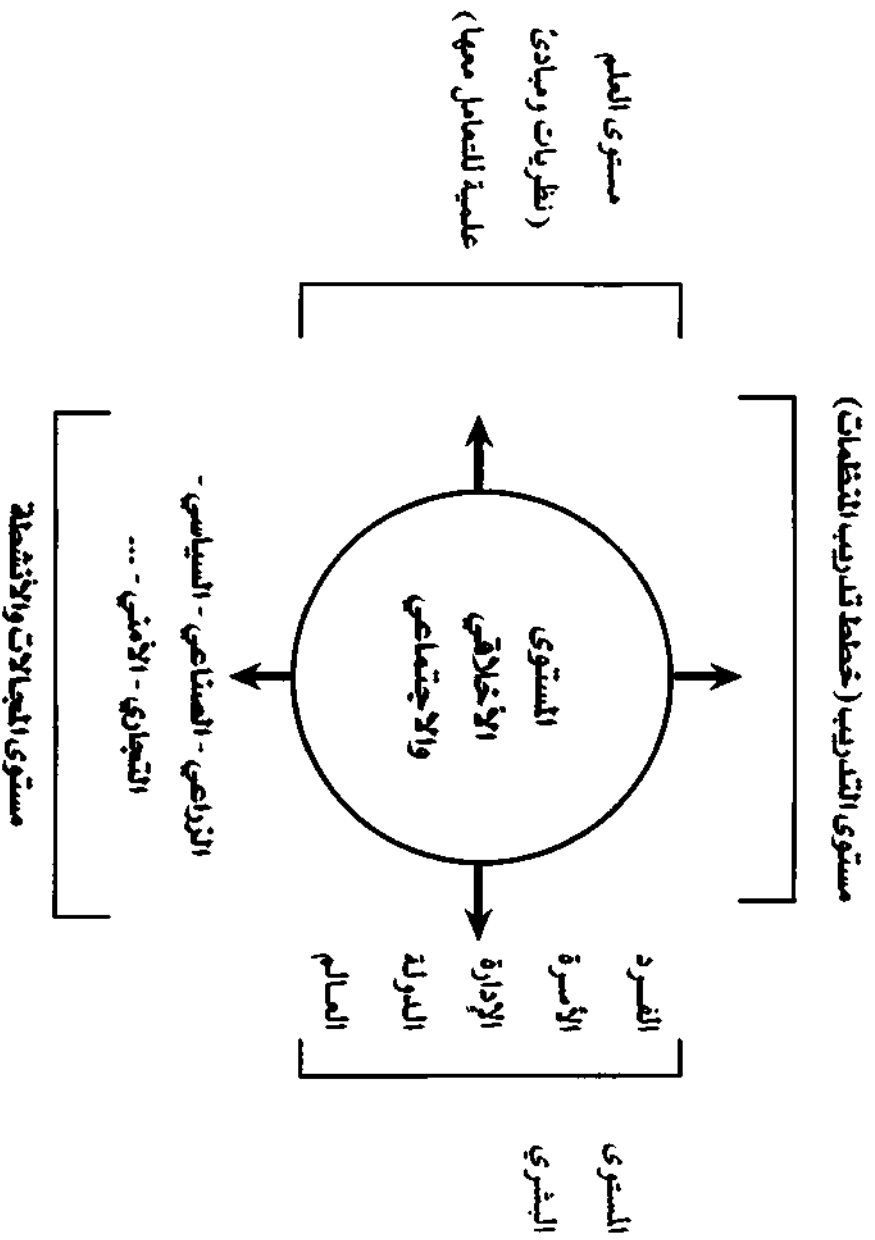 مستوى التدريب (خطط تدريب المنظمات)
المستوى
البشري
الفرد
الأسرة
الإدارة
الدولة
العالم
المستوى
الأخلاقي
والاجتماعي
مستوى العلم
(نظريات ومبادئ
علمية للتعامل معها)
الزراعي - الصناعي - السياسي -
التجاري - الأمني - ...
مستوى المجالات والأنشطة